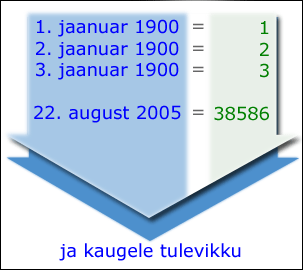 1. jaanuar 1900 = 1
2. jaanuar 1900 = 2
3. jaanuar 1900 = 3
22. august 2005 = 38586
ja kaugele tulevikku